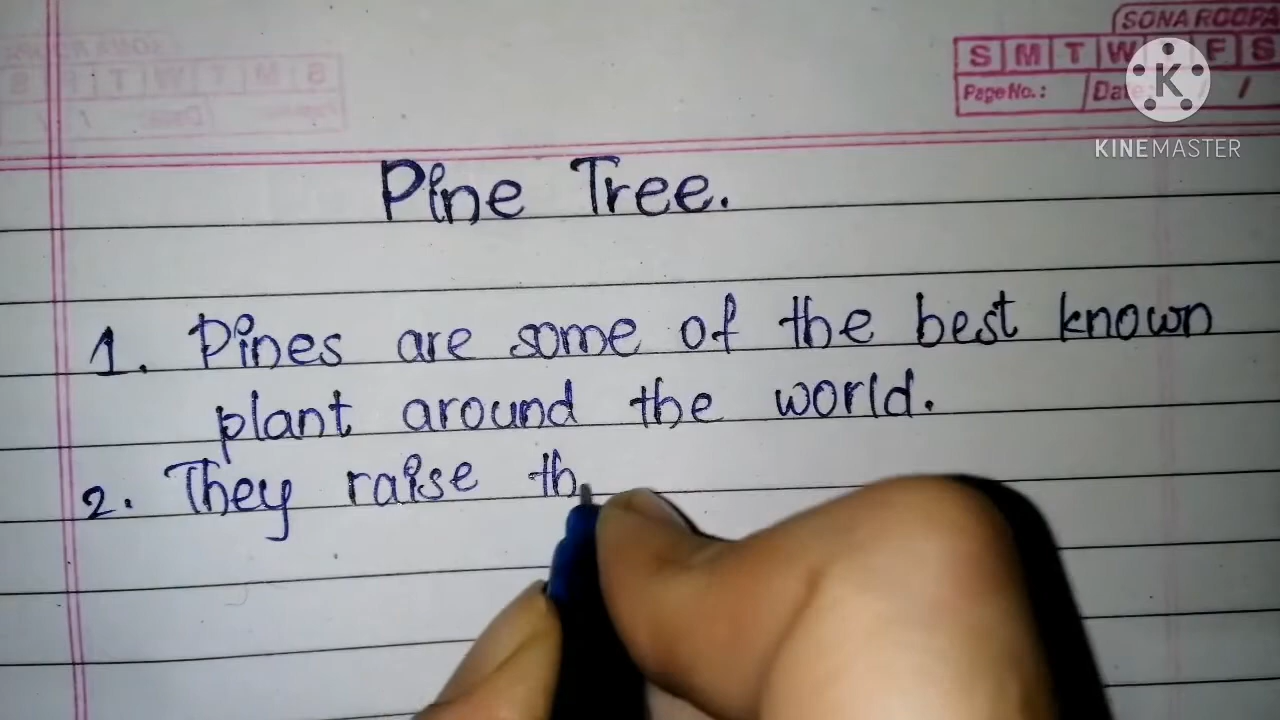 SONA ROOPA
S M T W F S
Page No.: Date: / /
KINEMASTER
Pine Tree.
1. Pines are some of the best known
plant around the world.
2. They raise th